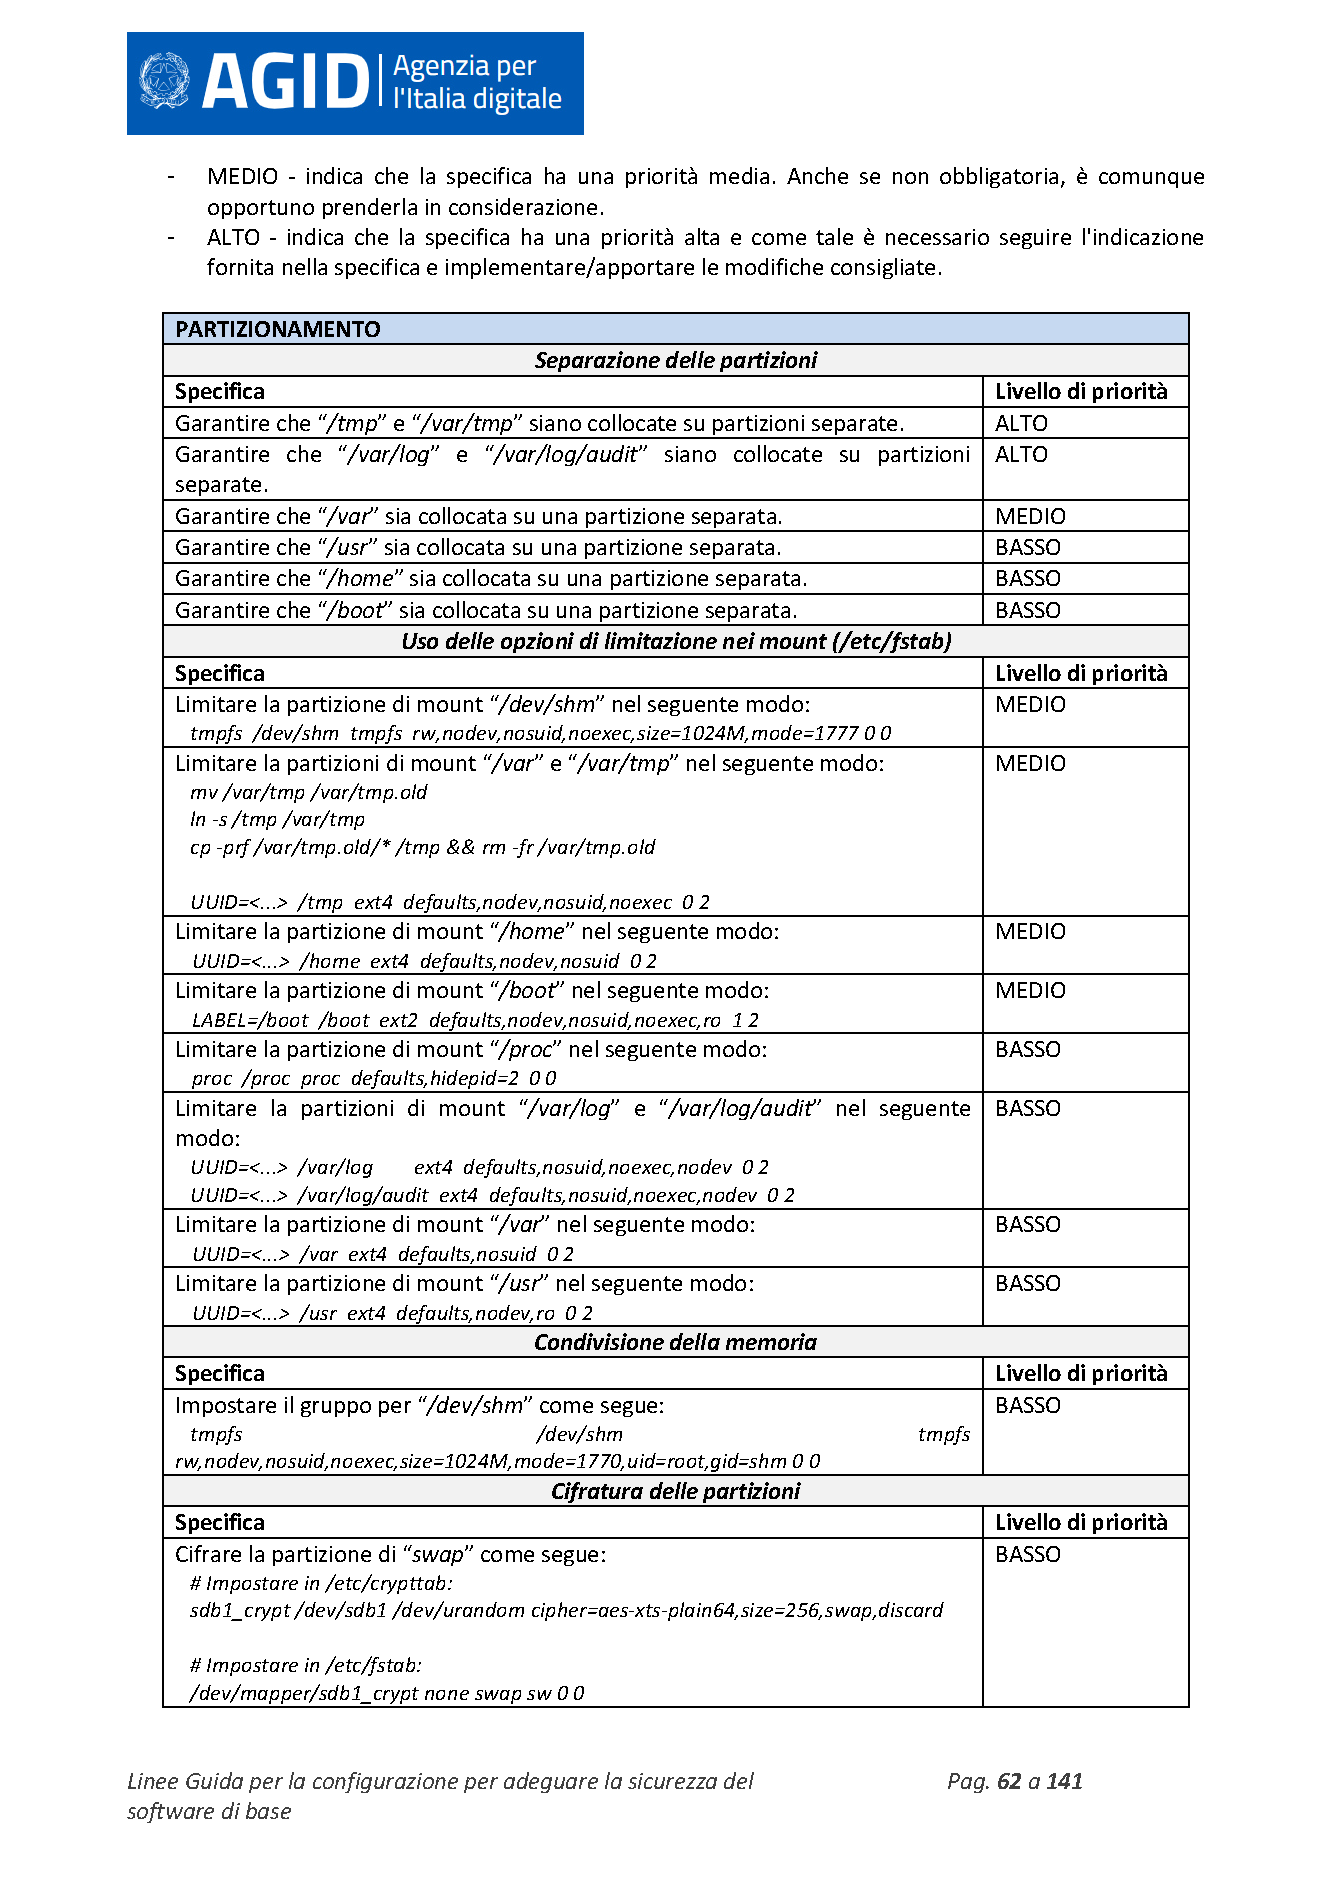 AGID Agenzia per
l'Italia digitale
- MEDIO - indica che la specifica ha una priorità media. Anche se non obbligatoria, è comunque
opportuno prenderla in considerazione.
- ALTO - indica che la specifica ha una priorità alta e come tale è necessario seguire l'indicazione
fornita nella specifica e implementare/apportare le modifiche consigliate.
PARTIZIONAMENTO
Separazione delle partizioni
Specifica Livello di priorità
Garantire che “/tmp” e “/var/tmp” siano collocate su partizioni separate. ALTO
Garantire che “/var/log” e “/var/log/audit” siano collocate su partizioni ALTO
separate.
Garantire che “/var” sia collocata su una partizione separata. MEDIO
Garantire che “/usr” sia collocata su una partizione separata. BASSO
Garantire che “/home” sia collocata su una partizione separata. BASSO
Garantire che “/boot” sia collocata su una partizione separata. BASSO
Uso delle opzioni di limitazione nei mount (/etc/fstab)
Specifica Livello di priorità
Limitare la partizione di mount “/dev/shm” nel seguente modo: MEDIO
tmpfs /dev/shm tmpfs rw,nodev,nosuid,noexec,size=1024M,mode=1777 0 0
Limitare la partizioni di mount “/var” e “/var/tmp” nel seguente modo: MEDIO
mv /var/tmp /var/tmp.old
ln -s /tmp /var/tmp
cp -prf /var/tmp.old/* /tmp && rm -fr /var/tmp.old
UUID=<...> /tmp ext4 defaults,nodev,nosuid,noexec 0 2
Limitare la partizione di mount “/home” nel seguente modo: MEDIO
UUID=<...> /home ext4 defaults,nodev,nosuid 0 2
Limitare la partizione di mount “/boot” nel seguente modo: MEDIO
LABEL=/boot /boot ext2 defaults,nodev,nosuid,noexec,ro 1 2
Limitare la partizione di mount “/proc” nel seguente modo: BASSO
proc /proc proc defaults,hidepid=2 0 0
Limitare la partizioni di mount “/var/log” e “/var/log/audit” nel seguente BASSO
modo:
UUID=<...> /var/log ext4 defaults,nosuid,noexec,nodev 0 2
UUID=<...> /var/log/audit ext4 defaults,nosuid,noexec,nodev 0 2
Limitare la partizione di mount “/var” nel seguente modo: BASSO
UUID=<...> /var ext4 defaults,nosuid 0 2
Limitare la partizione di mount “/usr” nel seguente modo: BASSO
UUID=<...> /usr ext4 defaults,nodev,ro 0 2
Condivisione della memoria
Specifica Livello di priorità
Impostare il gruppo per “/dev/shm” come segue: BASSO
tmpfs /dev/shm tmpfs
rw,nodev,nosuid,noexec,size=1024M,mode=1770,uid=root,gid=shm 0 0
Cifratura delle partizioni
Specifica Livello di priorità
Cifrare la partizione di “swap” come segue: BASSO
# Impostare in /etc/crypttab:
sdb1_crypt /dev/sdb1 /dev/urandom cipher=aes-xts-plain64,size=256,swap,discard
# Impostare in /etc/fstab:
/dev/mapper/sdb1_crypt none swap sw 0 0
Linee Guida per la configurazione per adeguare la sicurezza del Pag. 62 a 141
software di base